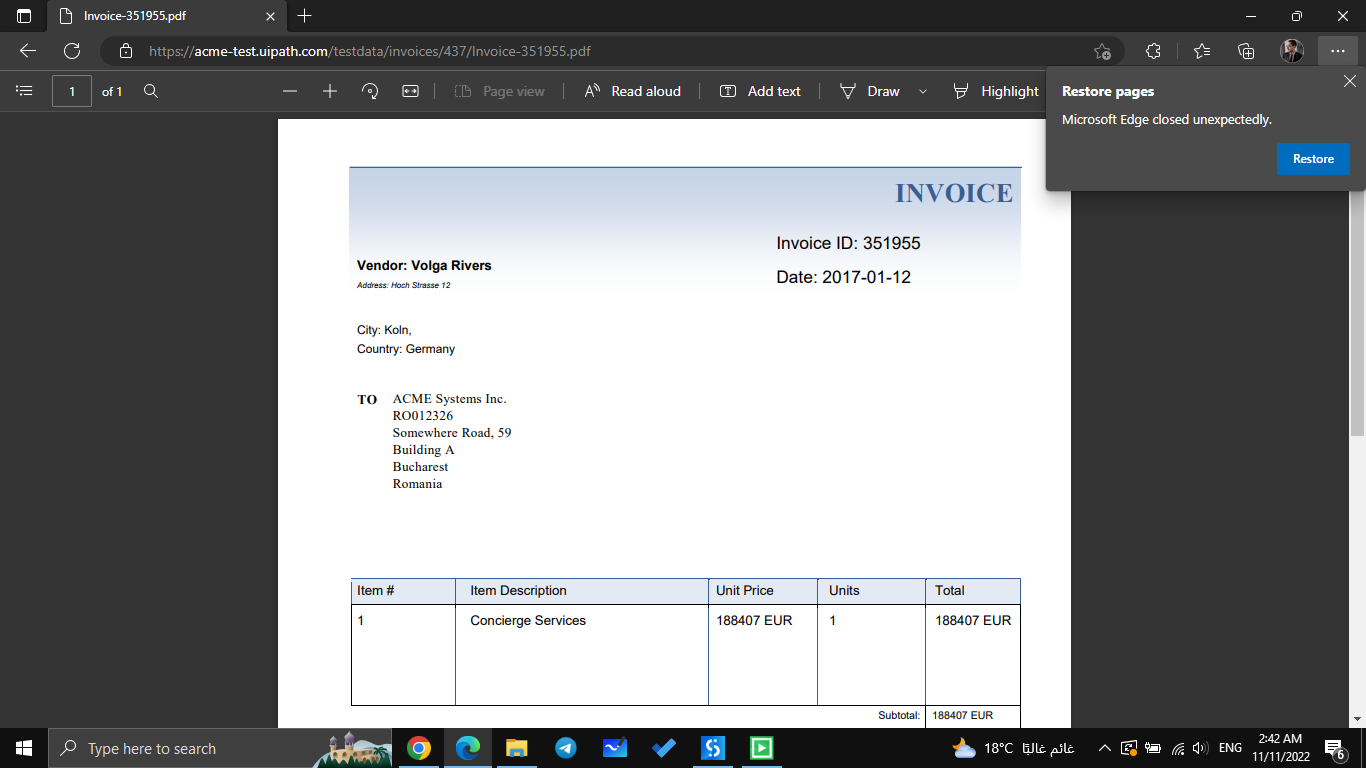 Invoice-351955.pdf
https://acme-test.uipath.com/testdata/invoices/437/Invoice-351955.pdf
1 of 1 Page view Read aloud Add text Draw Highlight
Restore pages
Microsoft Edge closed unexpectedly.
Restore
INVOICE
Invoice ID: 351955
Date: 2017-01-12
Vendor: Volga Rivers
Address: Hoch Strasse 12
City: Koln,
Country: Germany
TO ACME Systems Inc.
RO012326
Somewhere Road, 59
Building A
Bucharest
Romania
Item # Item Description Unit Price Units Total
1 Concierge Services 188407 EUR 1 188407 EUR
Subtotal: 188407 EUR
Type here to search
18°C غائم غالبًا
ENG
2:42 AM
11/11/2022
6